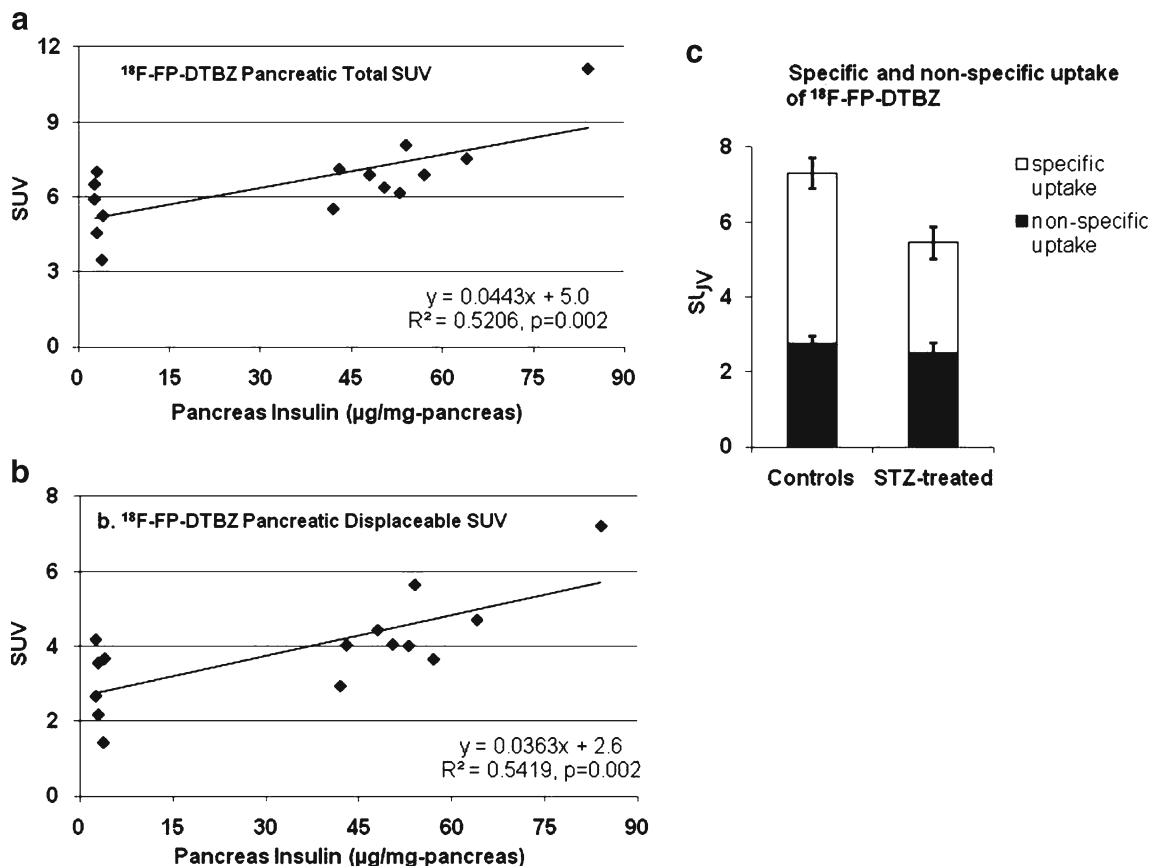 a
12
9
6
3
0
SUV
¹⁸F-FP-DTBZ Pancreatic Total SUV
y = 0.0443x + 5.0
R² = 0.5206, p=0.002
0 15 30 45 60 75 90
Pancreas Insulin (µg/mg-pancreas)
b
8
6
4
2
0
SUV
b. ¹⁸F-FP-DTBZ Pancreatic Displaceable SUV
y = 0.0363x + 2.6
R² = 0.5419, p=0.002
0 15 30 45 60 75 90
Pancreas Insulin (µg/mg-pancreas)
c
Specific and non-specific uptake
of ¹⁸F-FP-DTBZ
8
6
4
2
0
specific
uptake
non-specific
uptake
Controls STZ-treated